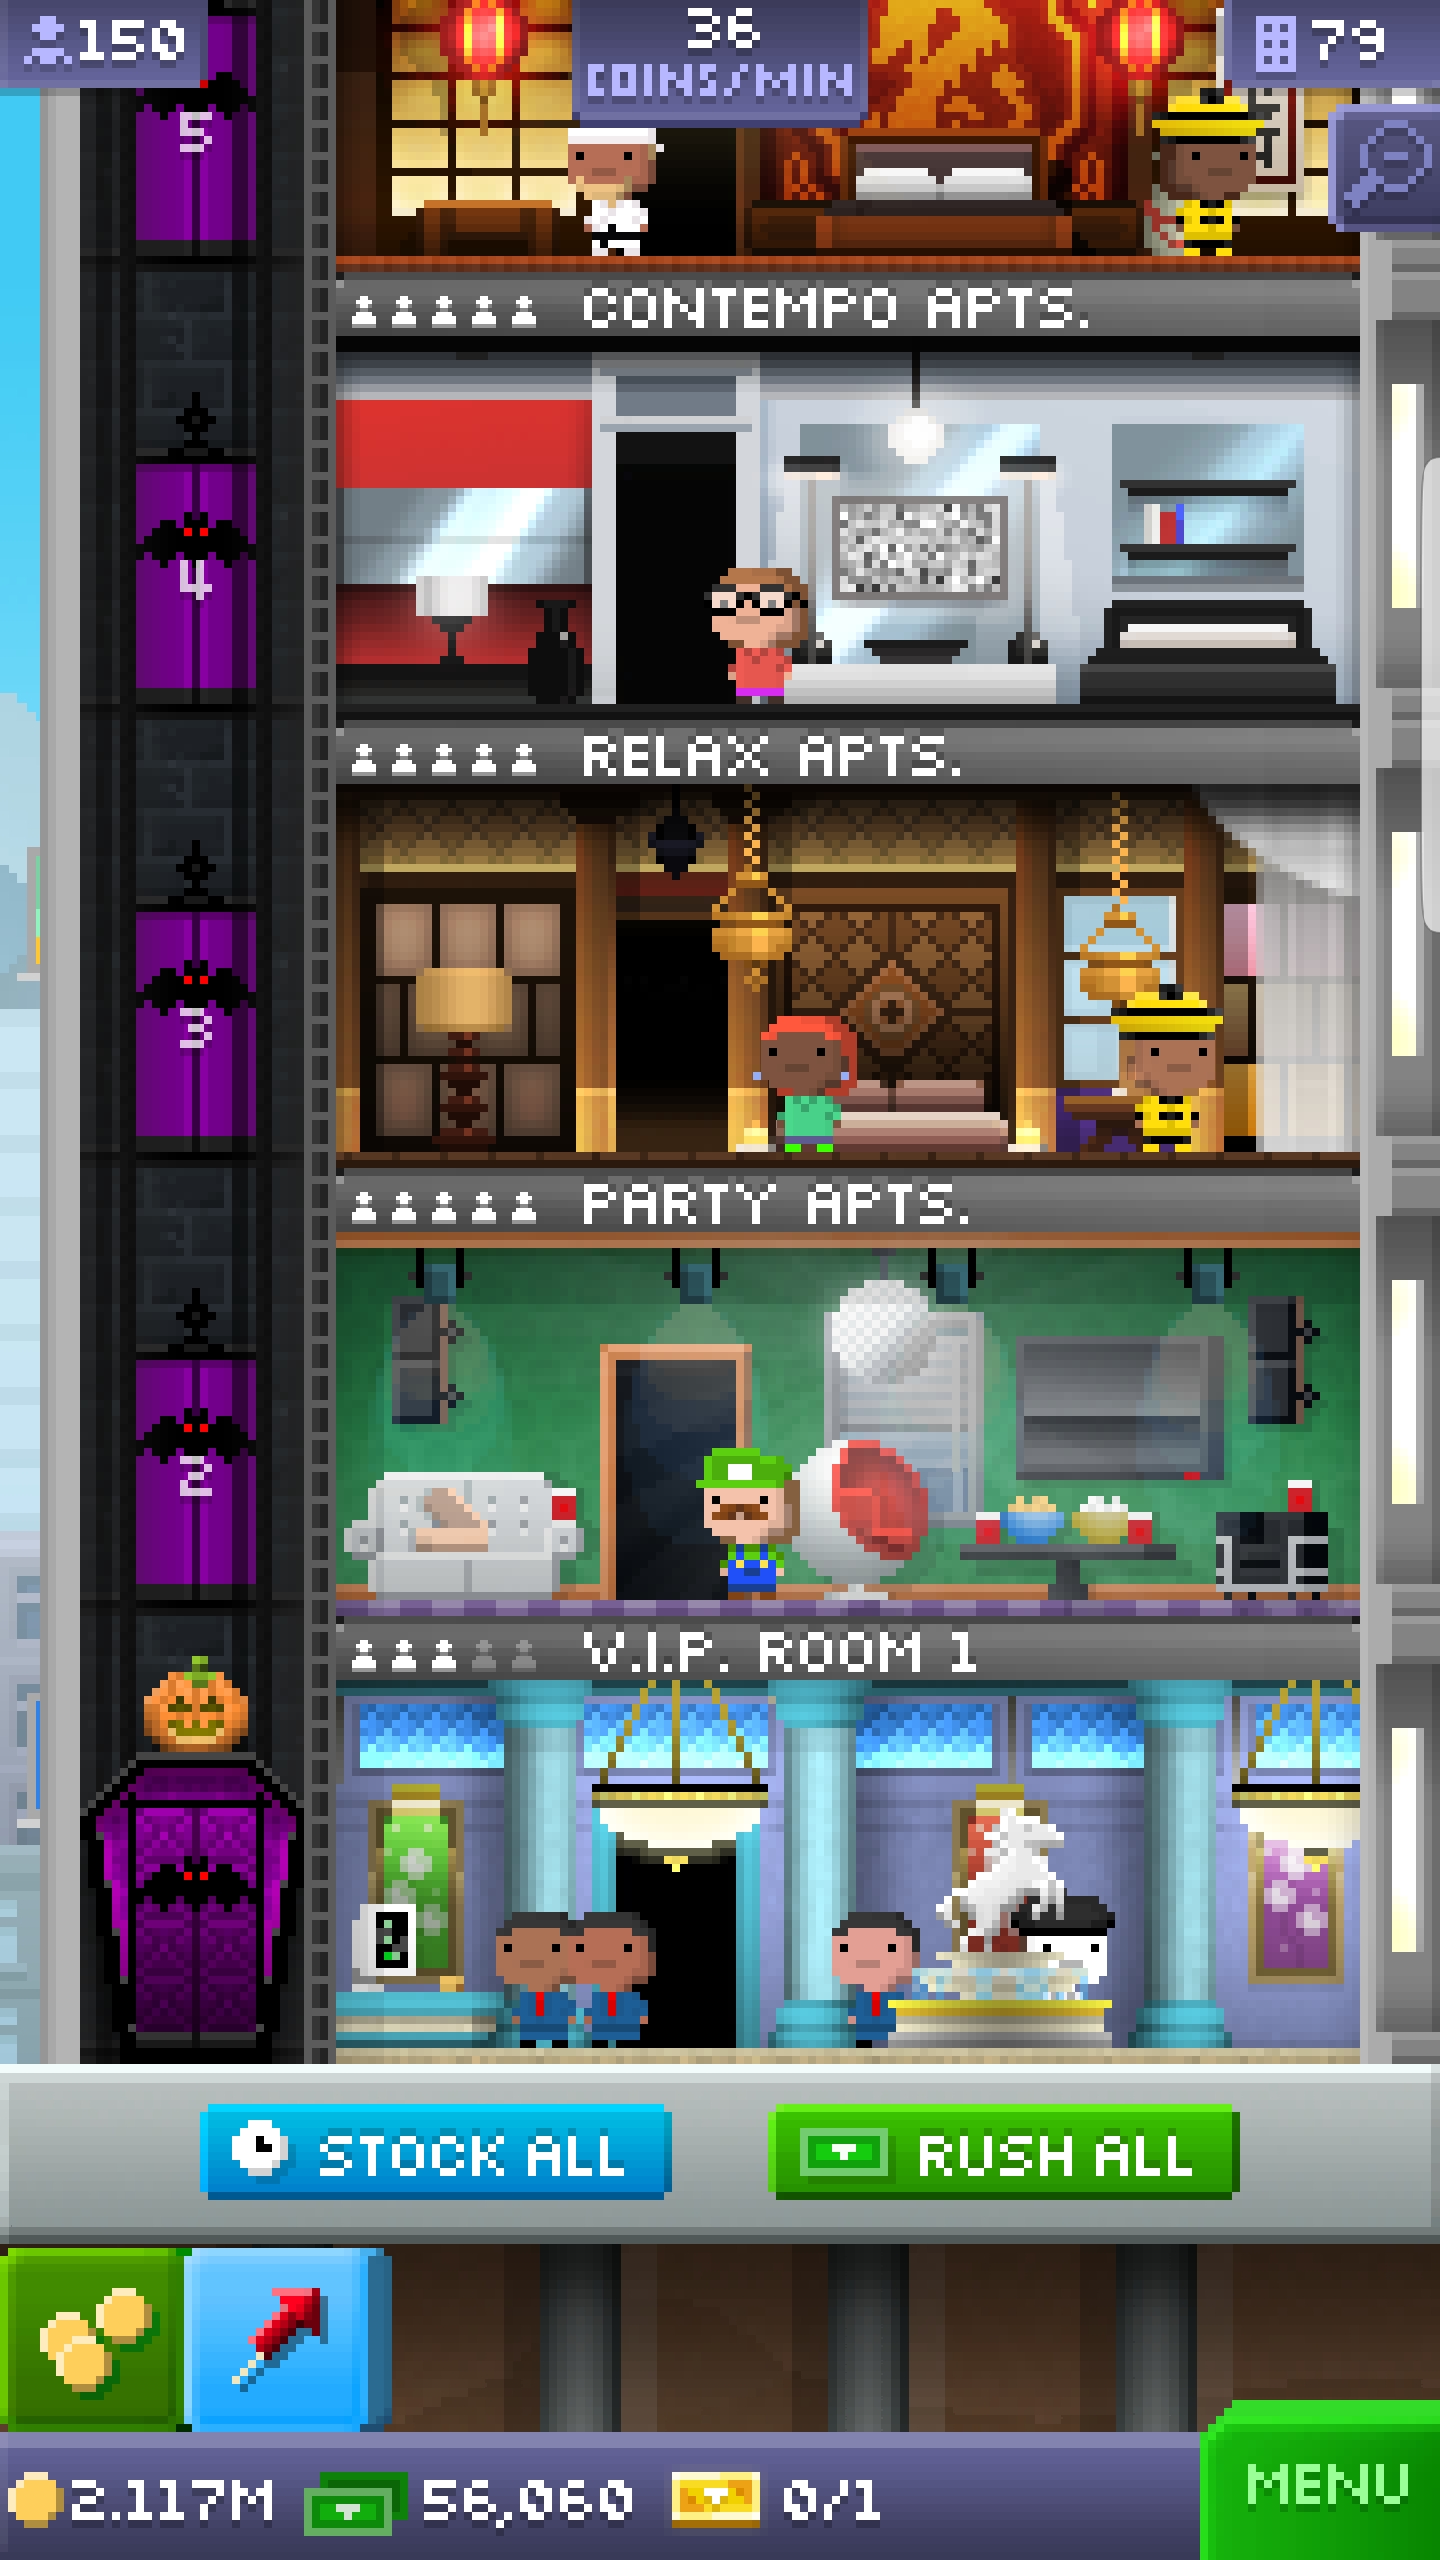 150
36
COINS/MIN
79
5
CONTEMPO APTS.
4
RELAX APTS.
3
PARTY APTS.
2
V.I.P. ROOM 1
STOCK ALL
RUSH ALL
2.117M
56,060
0/1
MENU